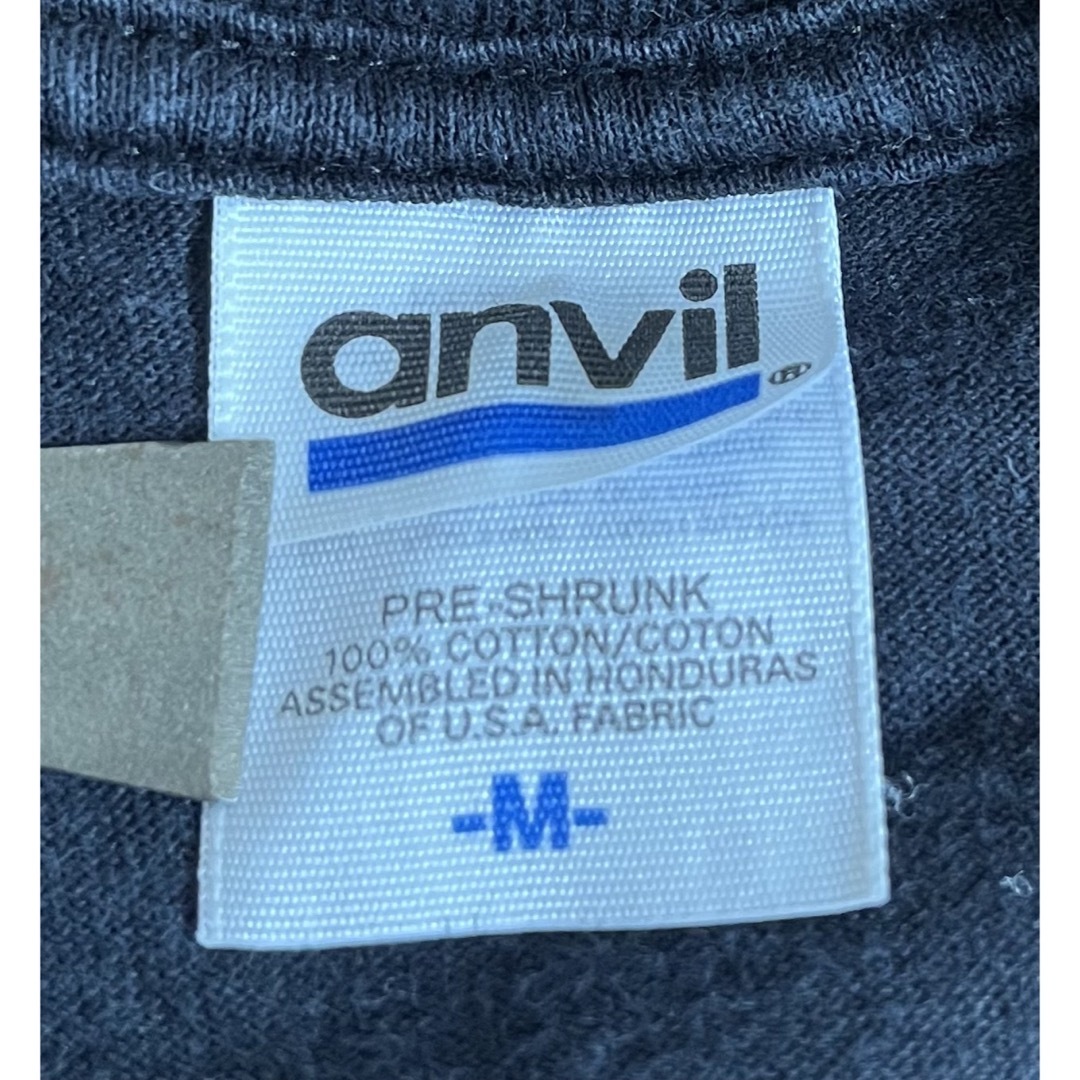 anvil®
PRE-SHRUNK
100% COTTON/COTON
ASSEMBLED IN HONDURAS
OF U.S.A. FABRIC
-M-